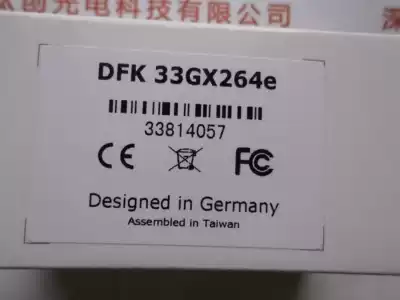 光电科技有限公司
深
DFK 33GX264e
33814057
CE
FC
Designed in Germany
Assembled in Taiwan